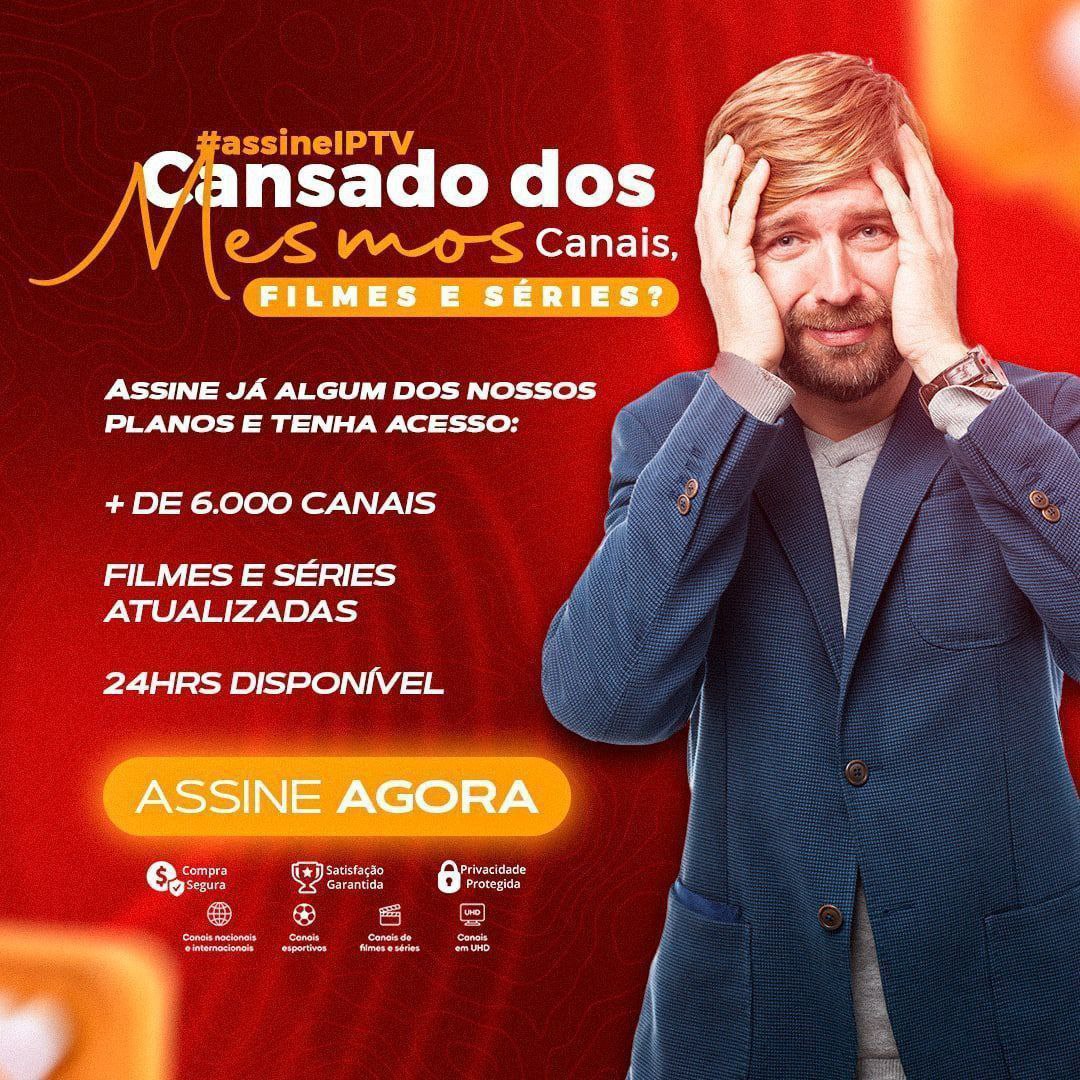 #assineIPTV
Cansado dos
Mesmos Canais,
FILMES E SÉRIES?
ASSINE JÁ ALGUM DOS NOSSOS
PLANOS E TENHA ACESSO:
+ DE 6.000 CANAIS
FILMES E SÉRIES
ATUALIZADAS
24HRS DISPONÍVEL
ASSINE AGORA
Compra
Segura
Satisfação
Garantida
Privacidade
Protegida
Canais nacionais
e internacionais
Canais
esportivos
Canais de
filmes e séries
UHD
Canais
em UHD